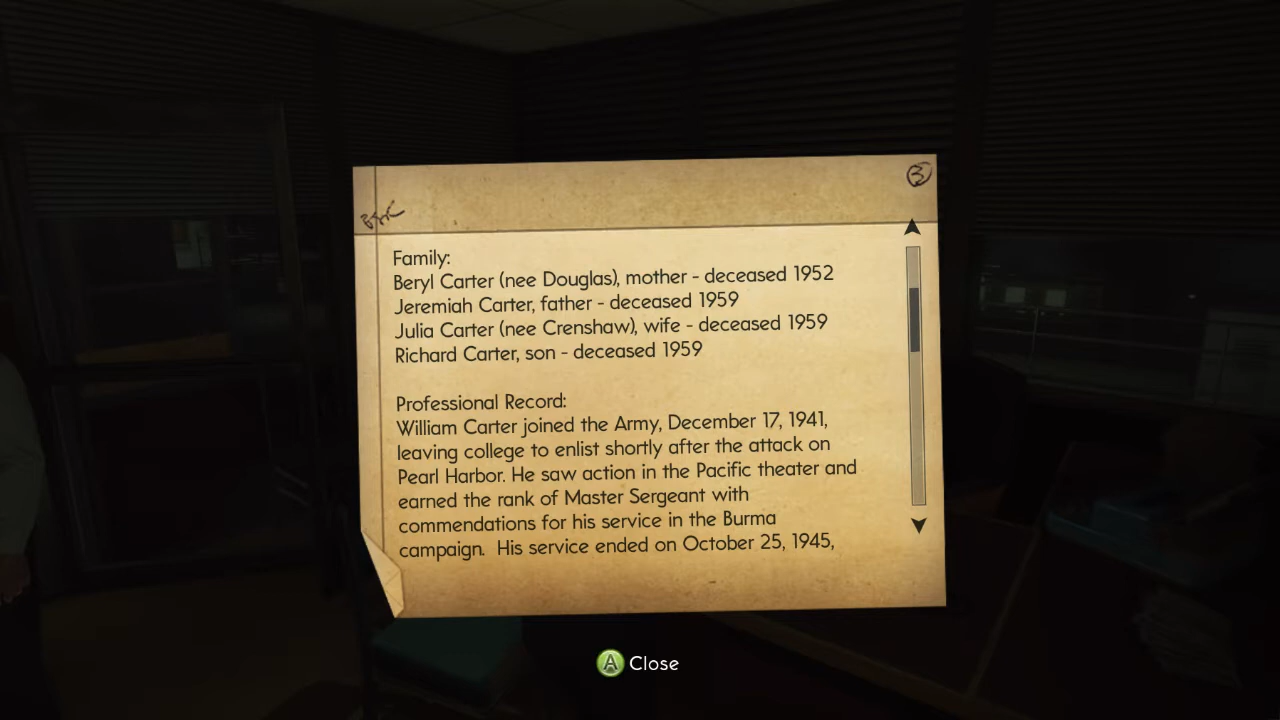 3
Family:
Beryl Carter (nee Douglas), mother - deceased 1952
Jeremiah Carter, father - deceased 1959
Julia Carter (nee Crenshaw), wife - deceased 1959
Richard Carter, son - deceased 1959
Professional Record:
William Carter joined the Army, December 17, 1941,
leaving college to enlist shortly after the attack on
Pearl Harbor. He saw action in the Pacific theater and
earned the rank of Master Sergeant with
commendations for his service in the Burma
campaign.  His service ended on October 25, 1945,
A Close